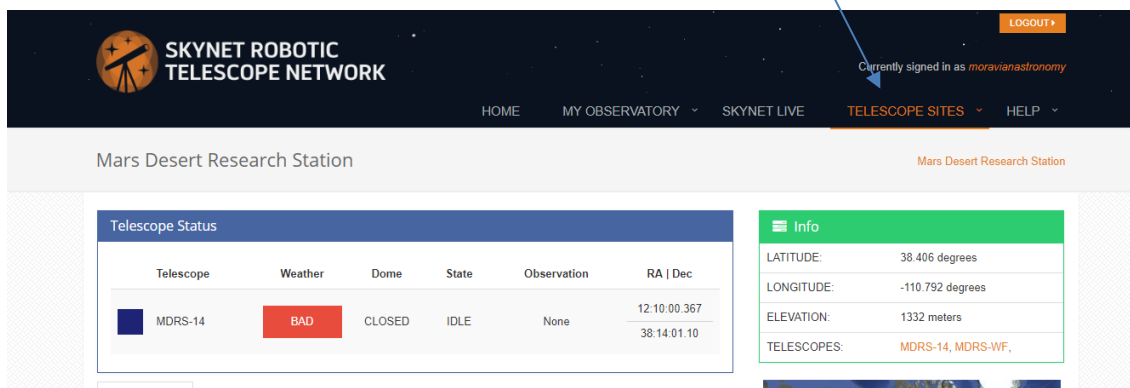 LOGOUT
SKYNET ROBOTIC
TELESCOPE NETWORK
Currently signed in as moravianastronomy
HOME MY OBSERVATORY SKYNET LIVE TELESCOPE SITES HELP
Mars Desert Research Station
Mars Desert Research Station
Telescope Status
Telescope Weather Dome State Observation RA | Dec
MDRS-14 BAD CLOSED IDLE None 12:10:00.367
38:14:01.10
Info
LATITUDE: 38.406 degrees
LONGITUDE: -110.792 degrees
ELEVATION: 1332 meters
TELESCOPES: MDRS-14, MDRS-WF,